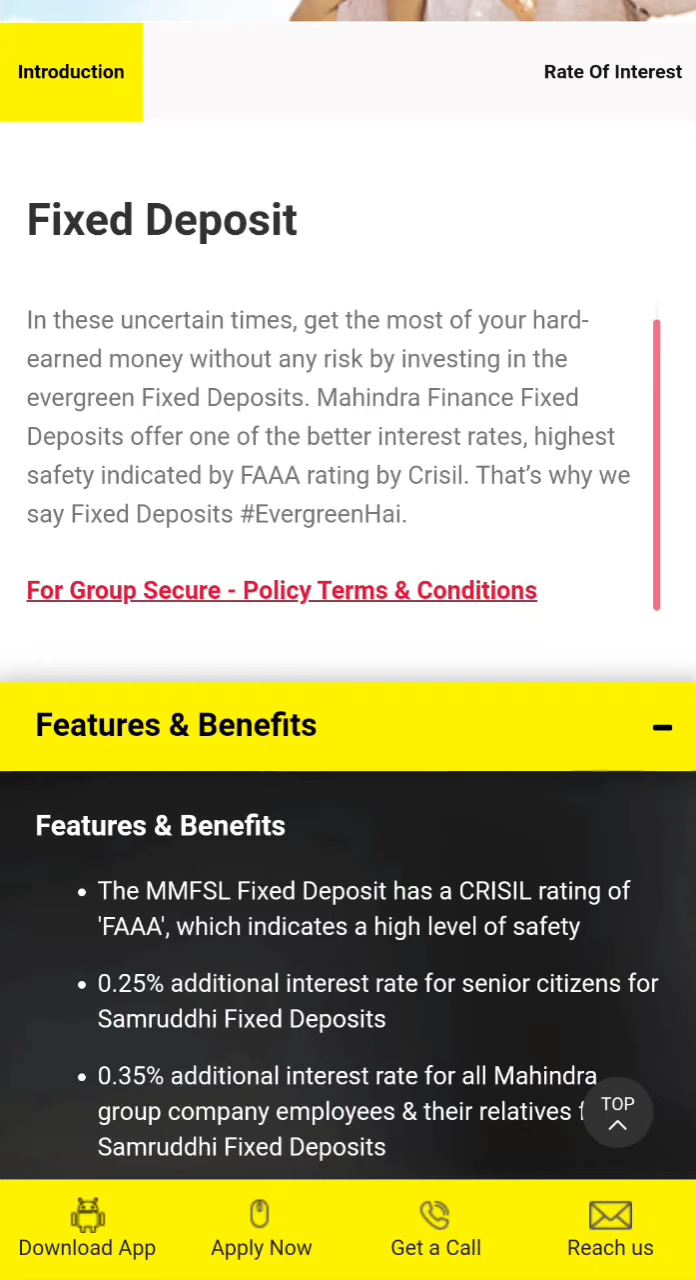 Introduction
Rate Of Interest
Fixed Deposit
In these uncertain times, get the most of your hard-
earned money without any risk by investing in the
evergreen Fixed Deposits. Mahindra Finance Fixed
Deposits offer one of the better interest rates, highest
safety indicated by FAAA rating by Crisil. That’s why we
say Fixed Deposits #EvergreenHai.
For Group Secure - Policy Terms & Conditions
Features & Benefits
Features & Benefits
• The MMFSL Fixed Deposit has a CRISIL rating of
'FAAA', which indicates a high level of safety
• 0.25% additional interest rate for senior citizens for
Samruddhi Fixed Deposits
• 0.35% additional interest rate for all Mahindra
group company employees & their relatives
Samruddhi Fixed Deposits
TOP
Download App
Apply Now
Get a Call
Reach us